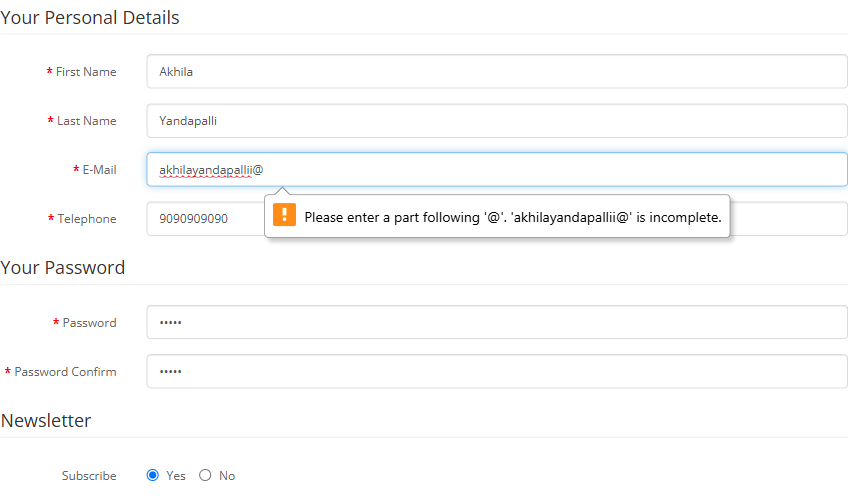 Your Personal Details
* First Name Akhila
* Last Name Yandapalli
* E-Mail akhilayandapallii@
* Telephone 9090909090
! Please enter a part following '@'. 'akhilayandapallii@' is incomplete.
Your Password
* Password •••••
* Password Confirm •••••
Newsletter
Subscribe Yes No